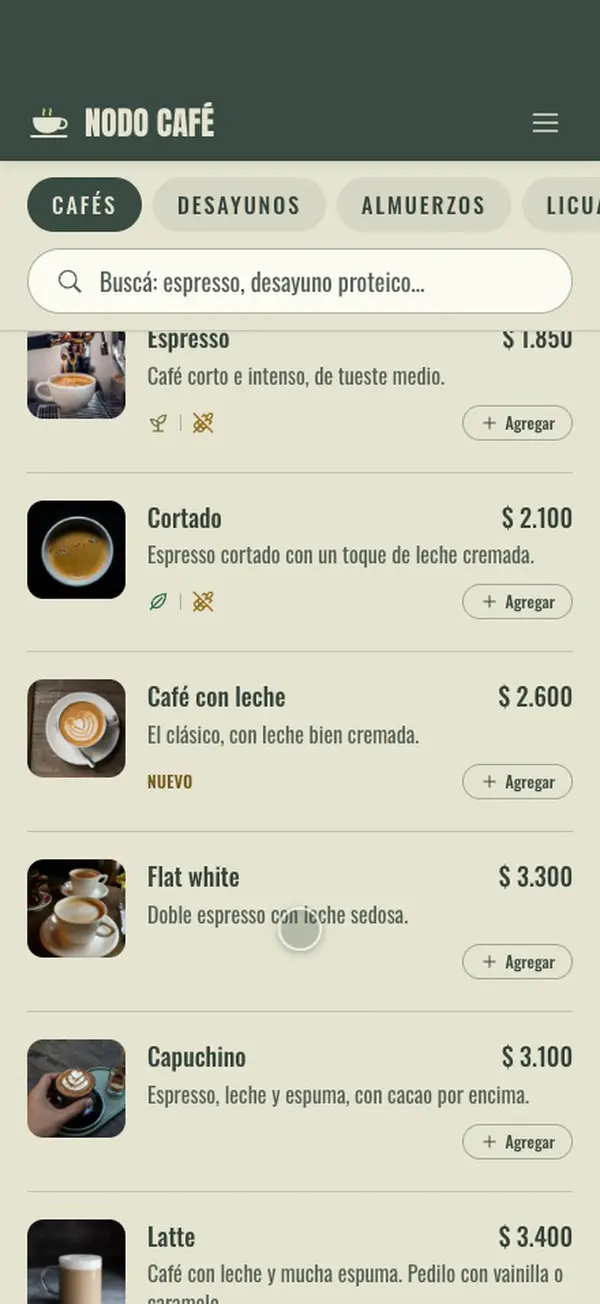 NODO CAFÉ
CAFÉS
DESAYUNOS
ALMUERZOS
LICUA
Buscá: espresso, desayuno proteico...
Espresso
$ 1.850
Café corto e intenso, de tueste medio.
+ Agregar
Cortado
$ 2.100
Espresso cortado con un toque de leche cremada.
+ Agregar
Café con leche
$ 2.600
El clásico, con leche bien cremada.
NUEVO
+ Agregar
Flat white
$ 3.300
Doble espresso con leche sedosa.
+ Agregar
Capuchino
$ 3.100
Espresso, leche y espuma, con cacao por encima.
+ Agregar
Latte
$ 3.400
Café con leche y mucha espuma. Pedilo con vainilla o
caramelo